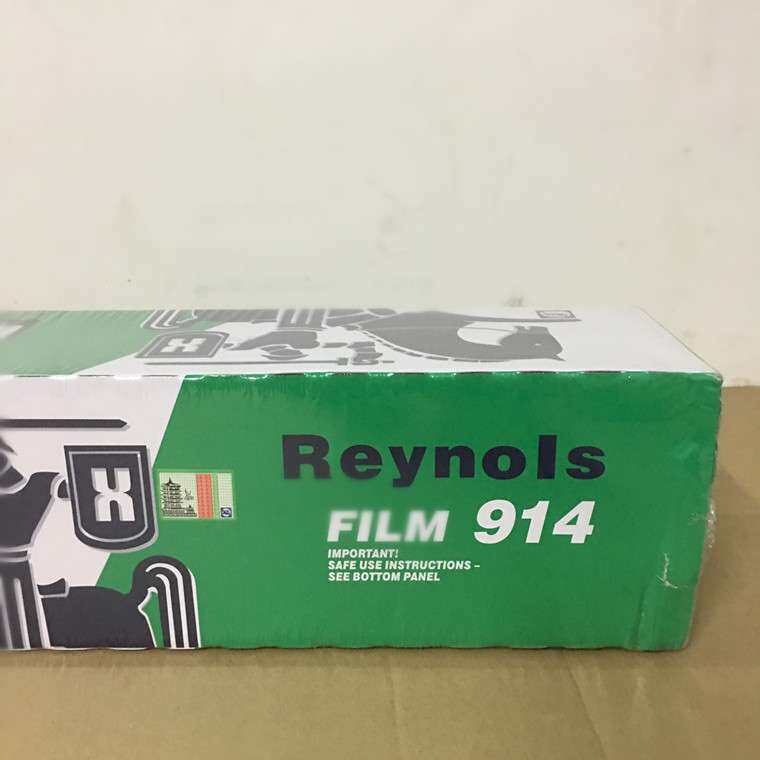 Reynols
FILM 914
IMPORTANT!
SAFE USE INSTRUCTIONS –
SEE BOTTOM PANEL
X